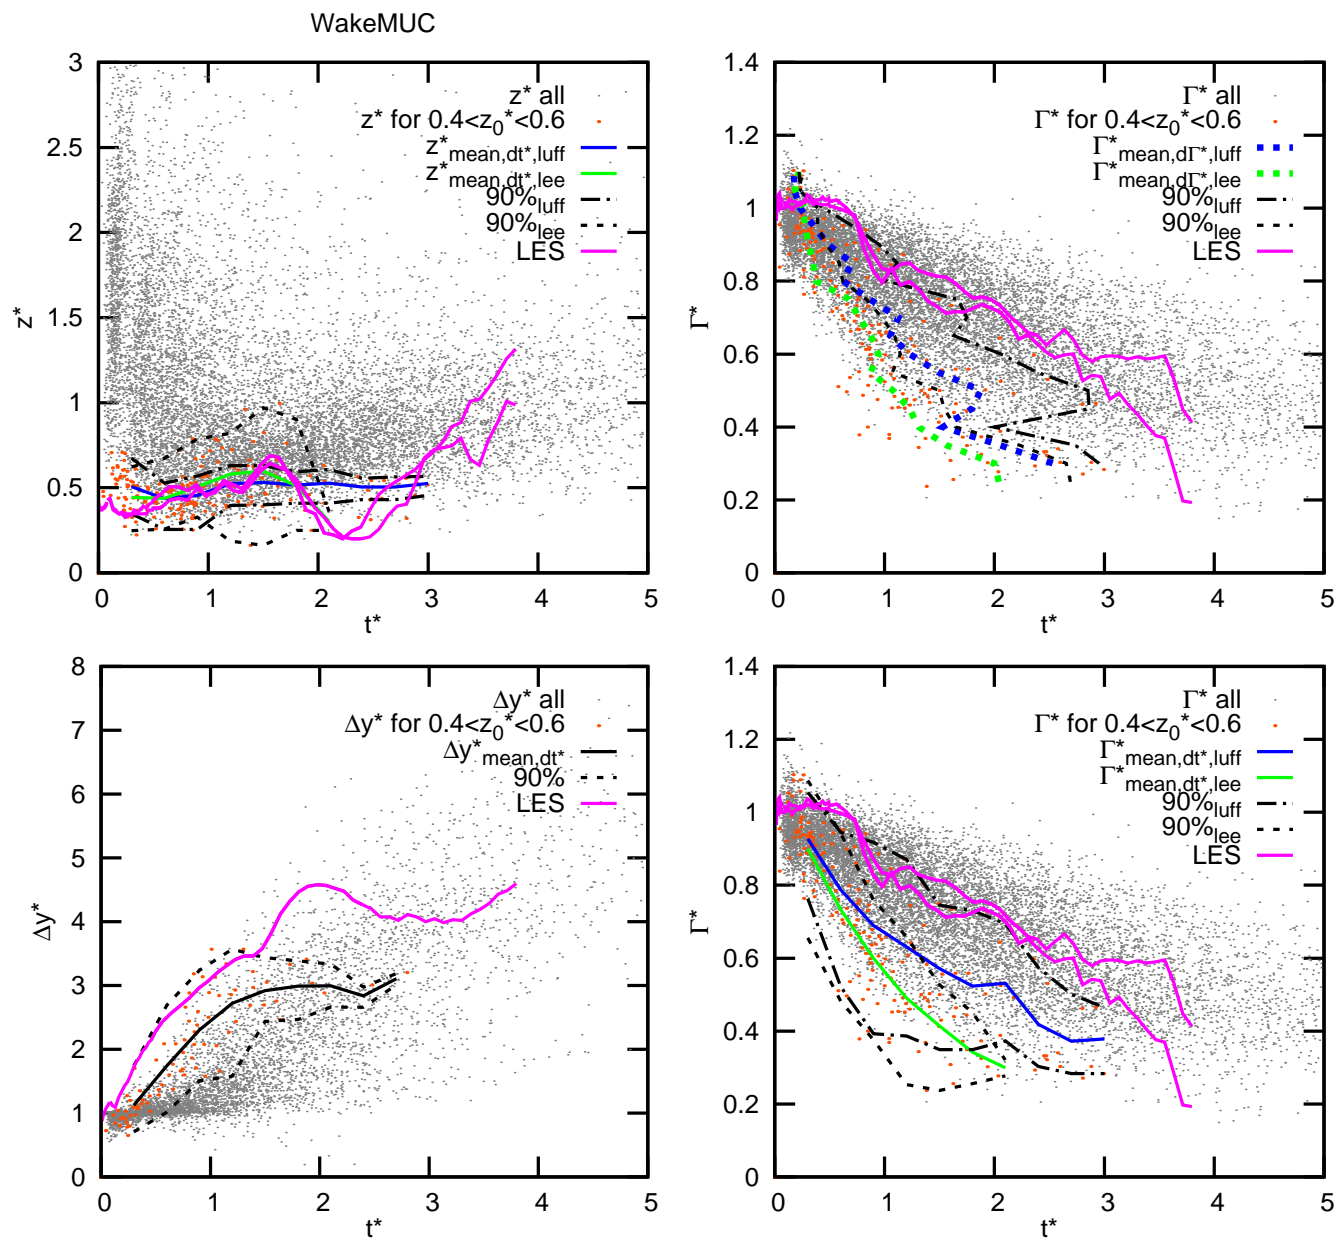 WakeMUC
3
2.5
2
1.5
1
0.5
0
z*
0 1 2 3 4 5
t*
z* all
z* for 0.4<z0*<0.6
z*mean,dt*,luff
z*mean,dt*,lee
90%luff
90%lee
LES
1.4
1.2
1
0.8
0.6
0.4
0.2
0
Γ*
0 1 2 3 4 5
t*
Γ* all
Γ* for 0.4<z0*<0.6
Γ*mean,dΓ*,luff
Γ*mean,dΓ*,lee
90%luff
90%lee
LES
8
7
6
5
4
3
2
1
0
Δy*
0 1 2 3 4 5
t*
Δy* all
Δy* for 0.4<z0*<0.6
Δy*mean,dt*
90%
LES
1.4
1.2
1
0.8
0.6
0.4
0.2
0
Γ*
0 1 2 3 4 5
t*
Γ* all
Γ* for 0.4<z0*<0.6
Γ*mean,dt*,luff
Γ*mean,dt*,lee
90%luff
90%lee
LES